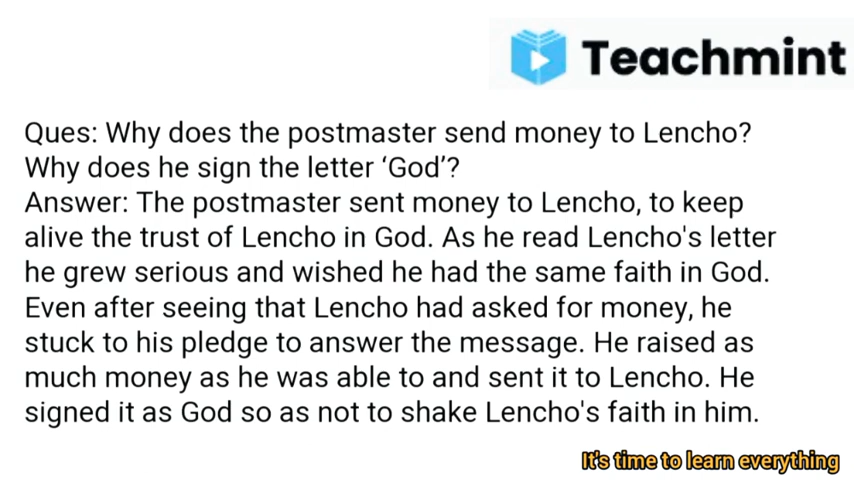 Teachmint
Ques: Why does the postmaster send money to Lencho?
Why does he sign the letter ‘God’?
Answer: The postmaster sent money to Lencho, to keep
alive the trust of Lencho in God. As he read Lencho's letter
he grew serious and wished he had the same faith in God.
Even after seeing that Lencho had asked for money, he
stuck to his pledge to answer the message. He raised as
much money as he was able to and sent it to Lencho. He
signed it as God so as not to shake Lencho's faith in him.
It's time to learn everything